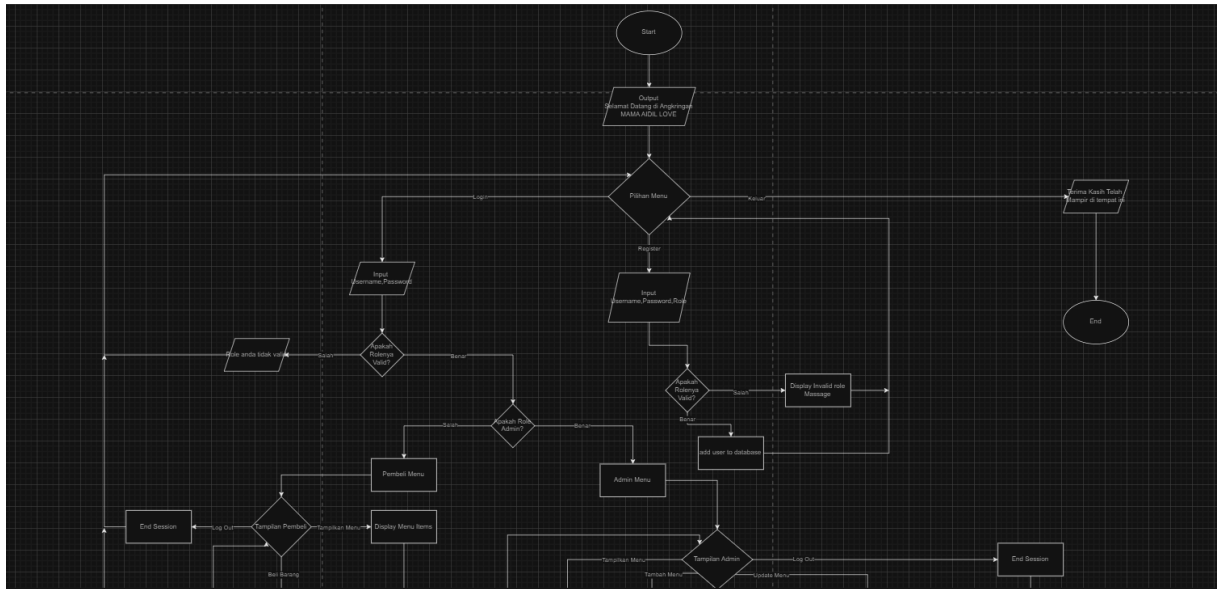 Start
Output
Selamat Datang di Angkringan
MAMA AIDIL LOVE
Pilihan Menu
Login
Keluar
Terima Kasih Telah
Mampir di tempat ini
Register
Input
Username,Password
Input
Username,Password,Role
End
Apakah
Rolenya
Valid?
Salah
Role anda tidak valid
Benar
Apakah
Rolenya
Valid?
Salah
Display Invalid role
Message
Benar
add user to database
Apakah Role
Admin?
Salah
Benar
Pembeli Menu
Admin Menu
End Session
Log Out
Tampilan Pembeli
Tampilkan Menu
Display Menu Items
Beli Barang
Tampilkan Menu
Tampilan Admin
Log Out
End Session
Tambah Menu
Update Menu